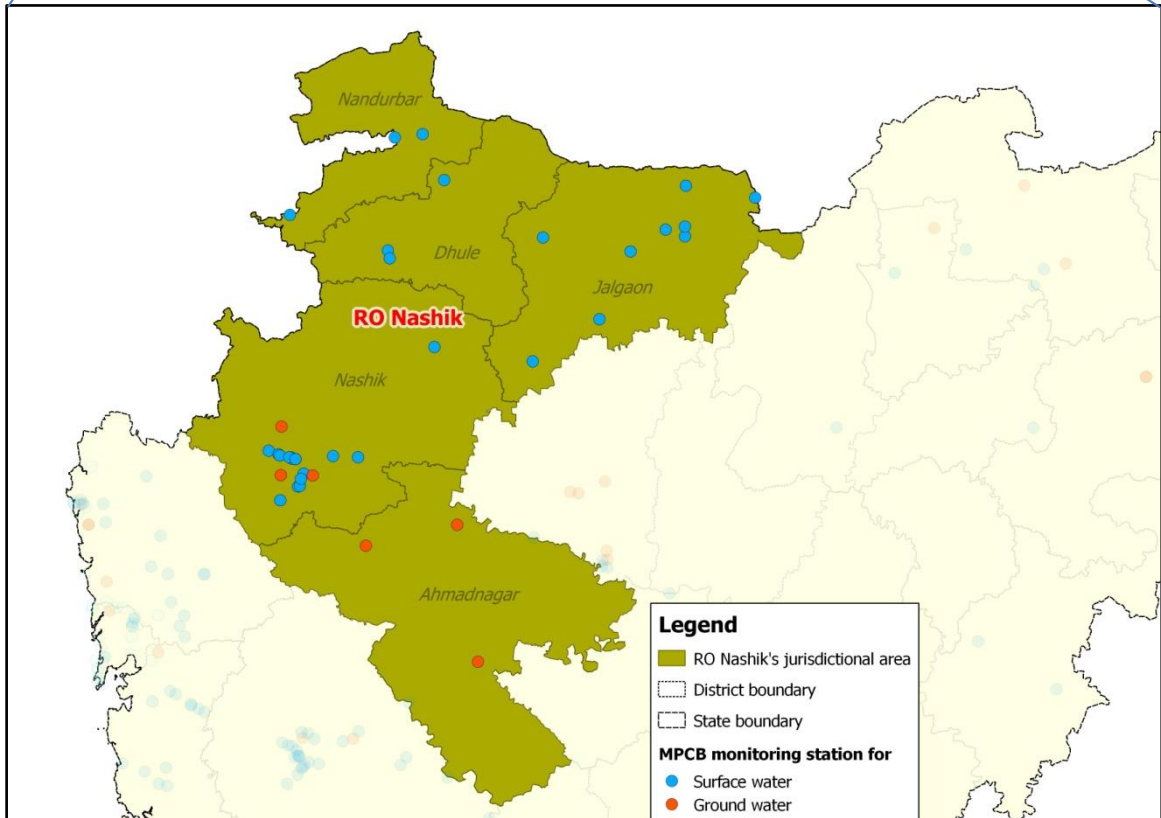 Nandurbar
Dhule
Jalgaon
RO Nashik
Nashik
Ahmadnagar
Legend
RO Nashik's jurisdictional area
District boundary
State boundary
MPCB monitoring station for
Surface water
Ground water